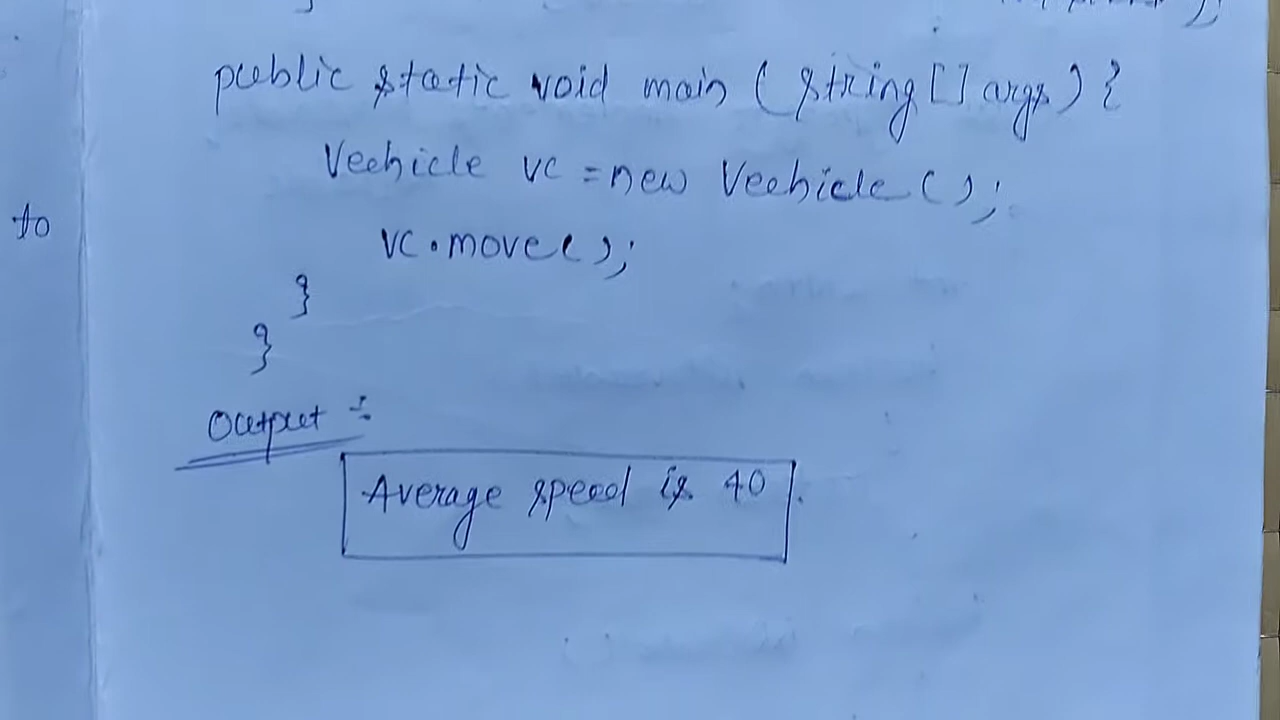 );
public static void main (string [] args) {
Veehicle vc = new Veehicle ( );
vc.move( );
}
to
}
Output :-
Average speed is 40